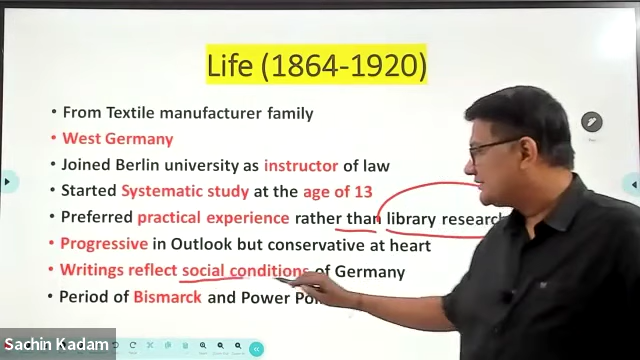 Life (1864-1920)
• From Textile manufacturer family
• West Germany
• Joined Berlin university as instructor of law
• Started Systematic study at the age of 13
• Preferred practical experience rather than library research
• Progressive in Outlook but conservative at heart
• Writings reflect social conditions of Germany
• Period of Bismarck and Power
Sachin Kadam